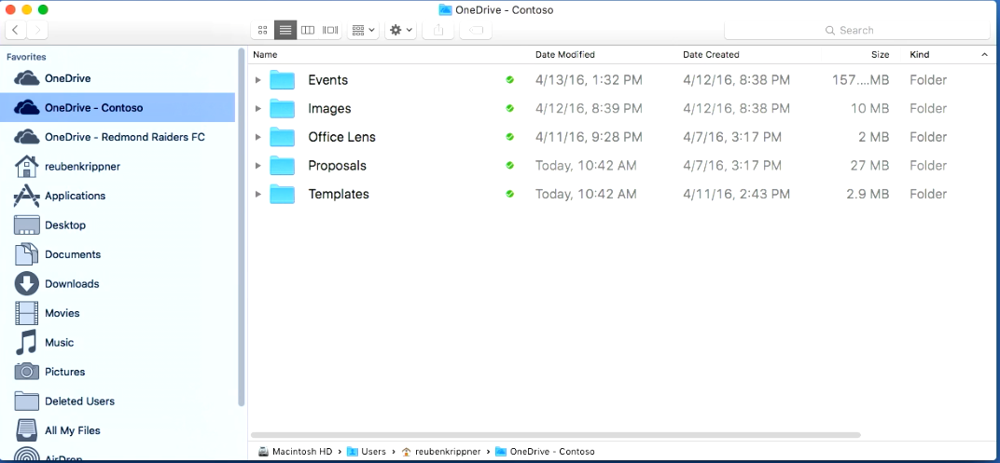 OneDrive - Contoso
Search
Favorites
OneDrive
OneDrive - Contoso
OneDrive - Redmond Raiders FC
reubenkrippner
Applications
Desktop
Documents
Downloads
Movies
Music
Pictures
Deleted Users
All My Files
AirDrop
Name Date Modified Date Created Size Kind
Events 4/13/16, 1:32 PM 4/12/16, 8:38 PM 157....MB Folder
Images 4/12/16, 8:39 PM 4/12/16, 8:38 PM 10 MB Folder
Office Lens 4/11/16, 9:28 PM 4/7/16, 3:17 PM 2 MB Folder
Proposals Today, 10:42 AM 4/7/16, 3:17 PM 27 MB Folder
Templates Today, 10:42 AM 4/11/16, 2:43 PM 2.9 MB Folder
Macintosh HD › Users › reubenkrippner › OneDrive - Contoso